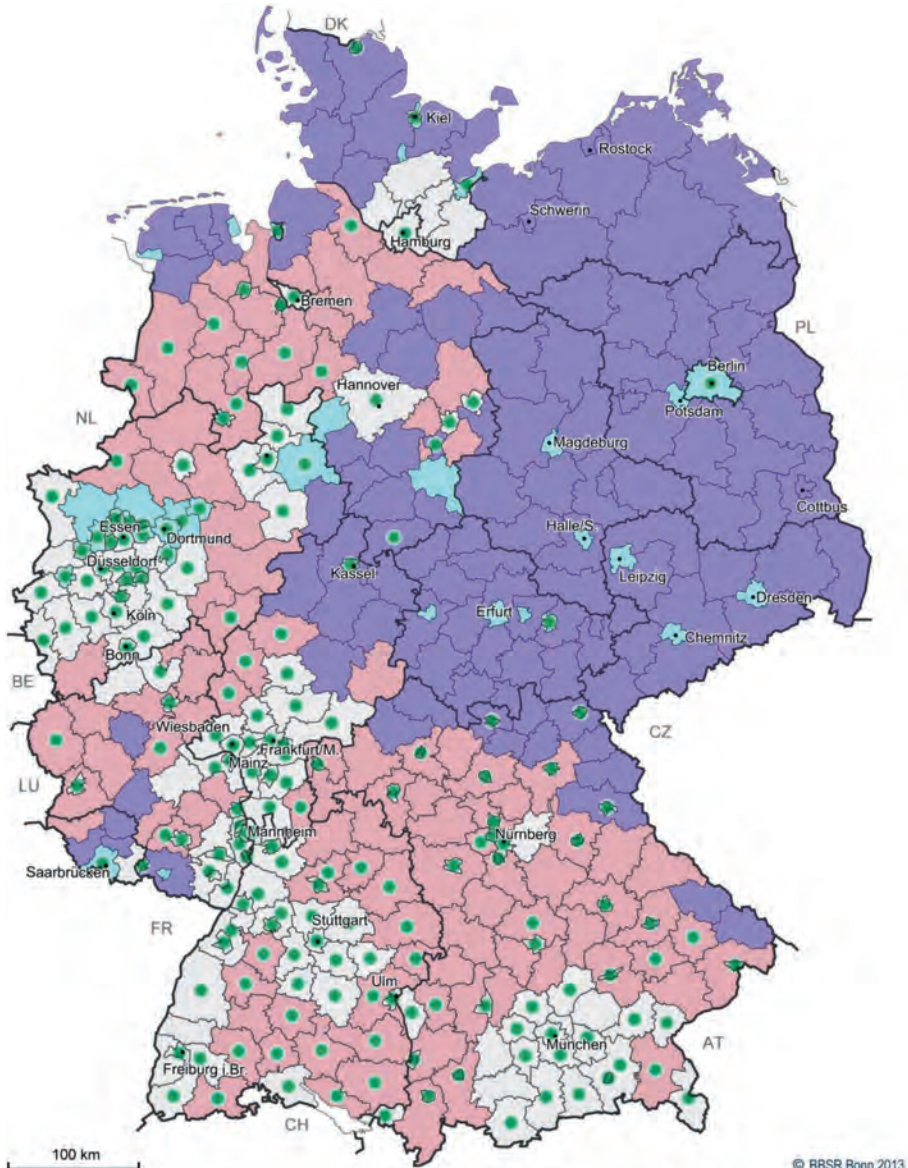 DK
Kiel
Rostock
Schwerin
Hamburg
Bremen
PL
Berlin
Hannover
Potsdam
NL
Magdeburg
Cottbus
Essen
Dortmund
Halle/S.
Düsseldorf
Kassel
Leipzig
Köln
Erfurt
Dresden
Chemnitz
Bonn
BE
Wiesbaden
Frankfurt/M.
CZ
Mainz
LU
Mannheim
Nürnberg
Saarbrücken
FR
Stuttgart
Ulm
München
AT
Freiburg i.Br.
CH
100 km
© BBSR Bonn 2013